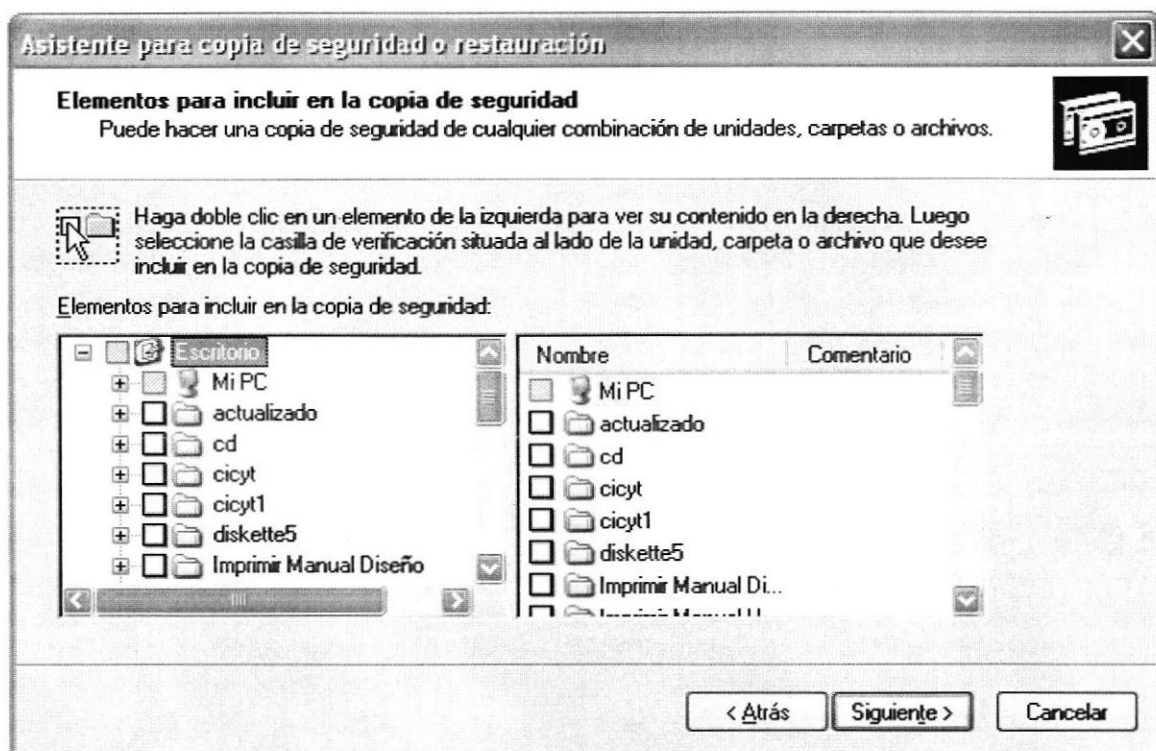 Asistente para copia de seguridad o restauración
Elementos para incluir en la copia de seguridad
Puede hacer una copia de seguridad de cualquier combinación de unidades, carpetas o archivos.
Haga doble clic en un elemento de la izquierda para ver su contenido en la derecha. Luego
seleccione la casilla de verificación situada al lado de la unidad, carpeta o archivo que desee
incluir en la copia de seguridad.
Elementos para incluir en la copia de seguridad:
Escritorio
Mi PC
actualizado
cd
cicyt
cicyt1
diskette5
Imprimir Manual Diseño
Nombre Comentario
Mi PC
actualizado
cd
cicyt
cicyt1
diskette5
Imprimir Manual Di...
< Atrás Siguiente > Cancelar